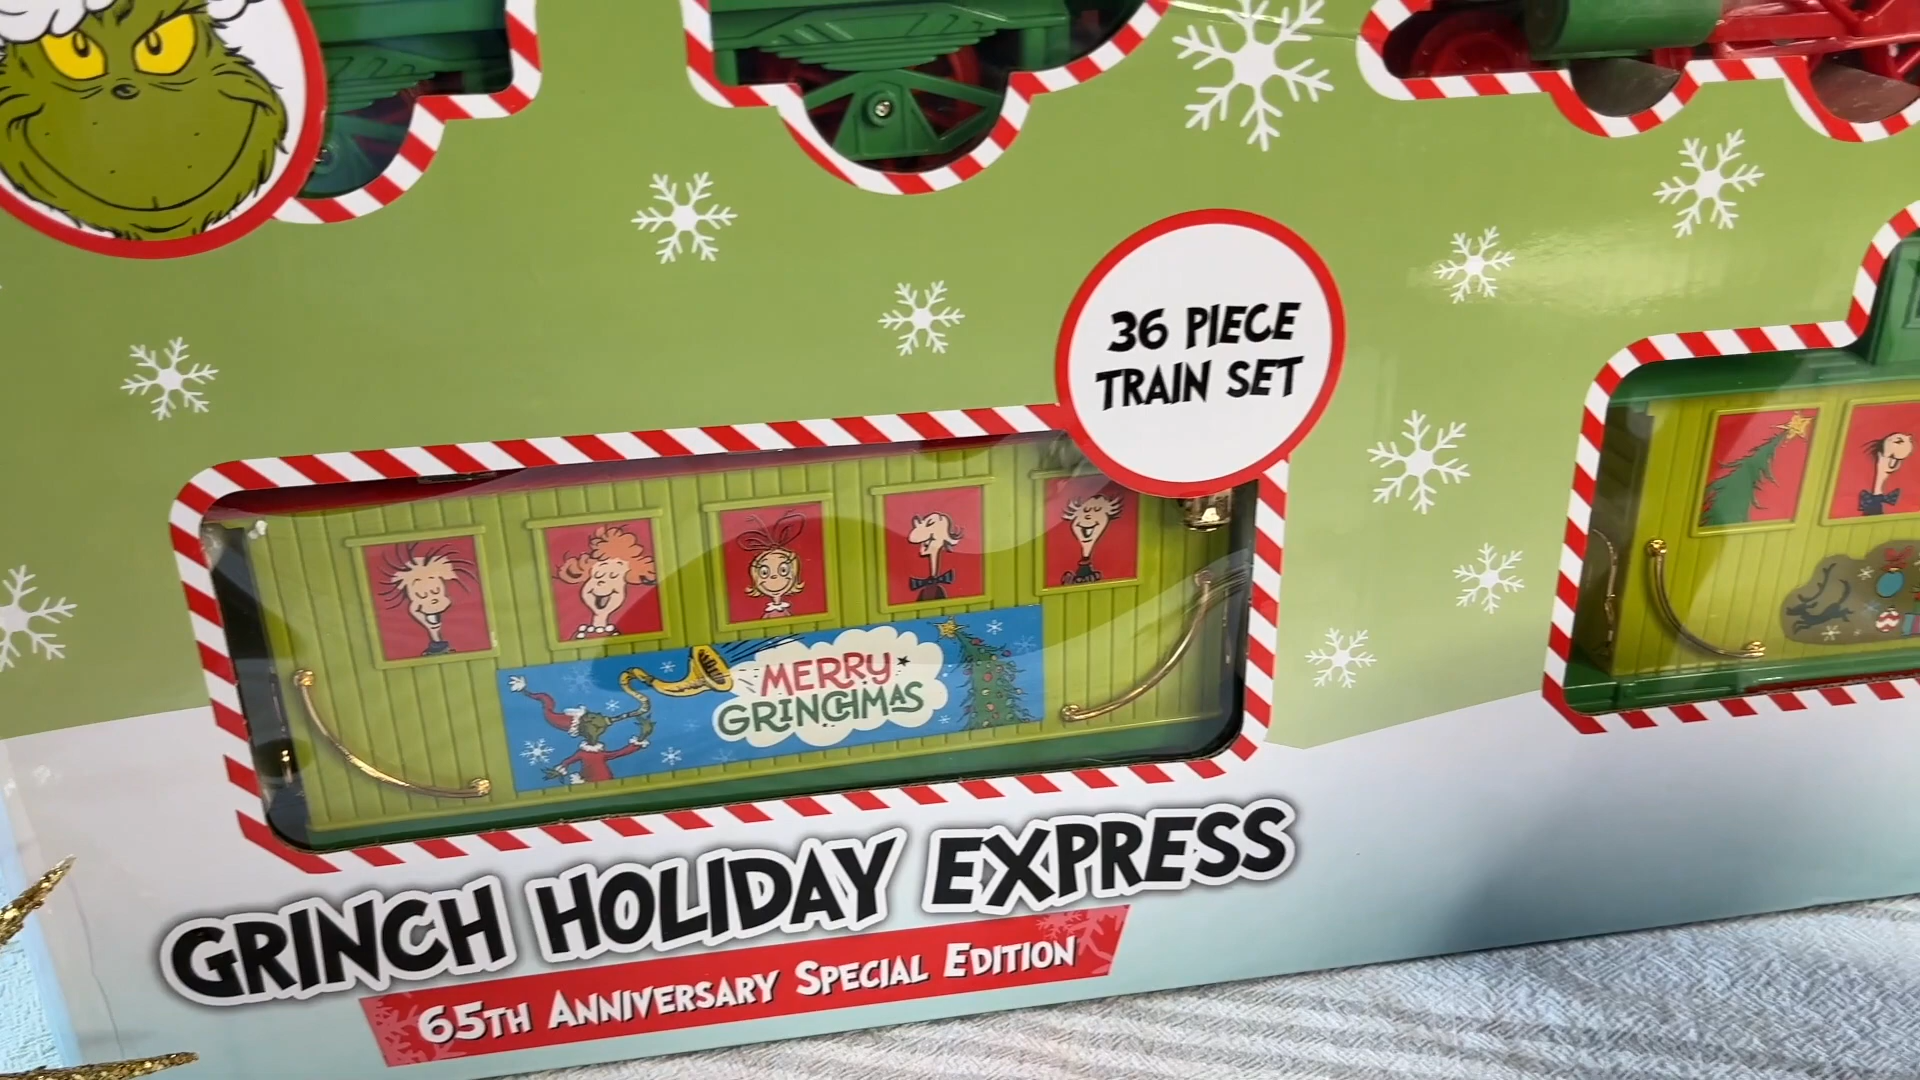 36 PIECE
TRAIN SET
MERRY
GRINCHMAS
GRINCH HOLIDAY EXPRESS
65TH ANNIVERSARY SPECIAL EDITION